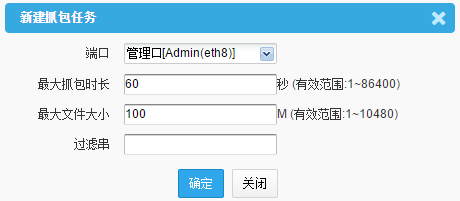 新建抓包任务
端口 管理口[Admin(eth8)]
最大抓包时长 60 秒 (有效范围:1~86400)
最大文件大小 100 M (有效范围:1~10480)
过滤串
确定 关闭